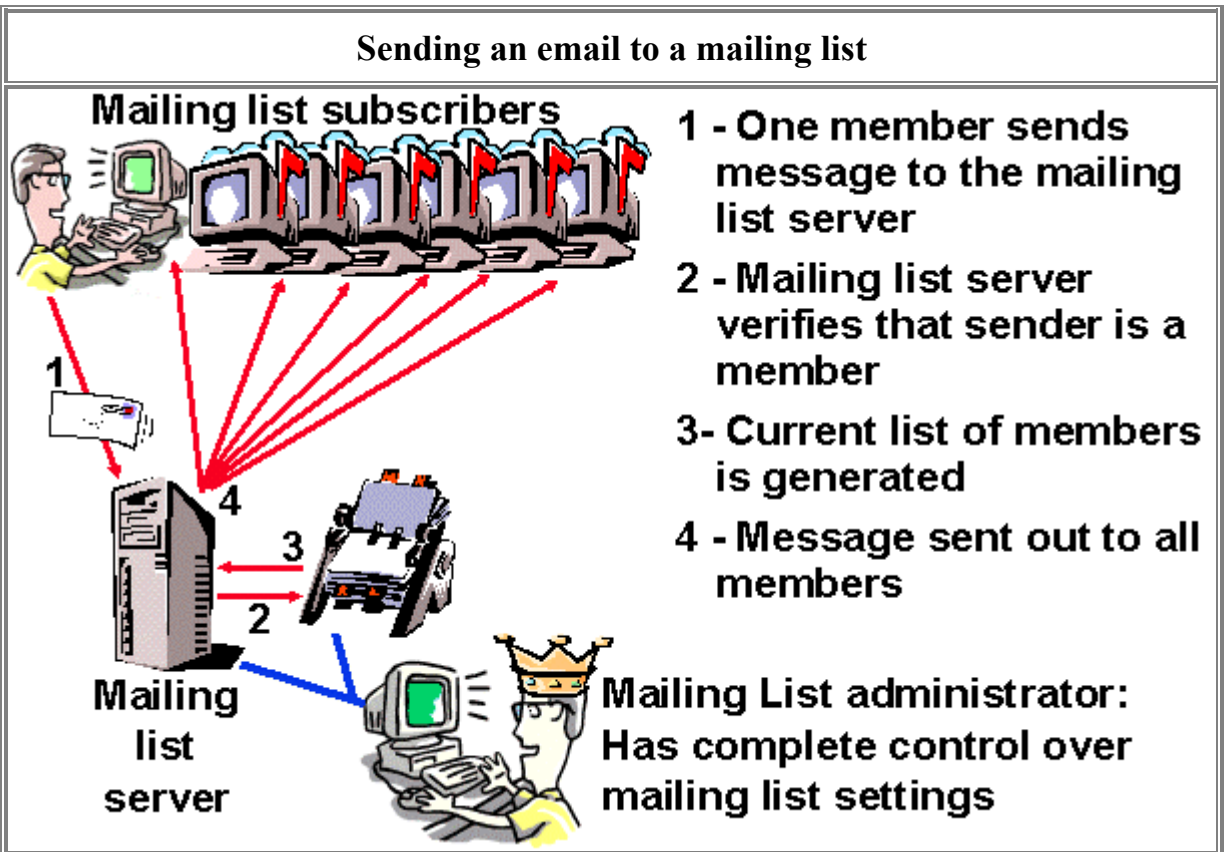 Sending an email to a mailing list
Mailing list subscribers
1 - One member sends
message to the mailing
list server
2 - Mailing list server
verifies that sender is a
member
3- Current list of members
is generated
4 - Message sent out to all
members
1
4
3
2
Mailing
list
server
Mailing List administrator:
Has complete control over
mailing list settings